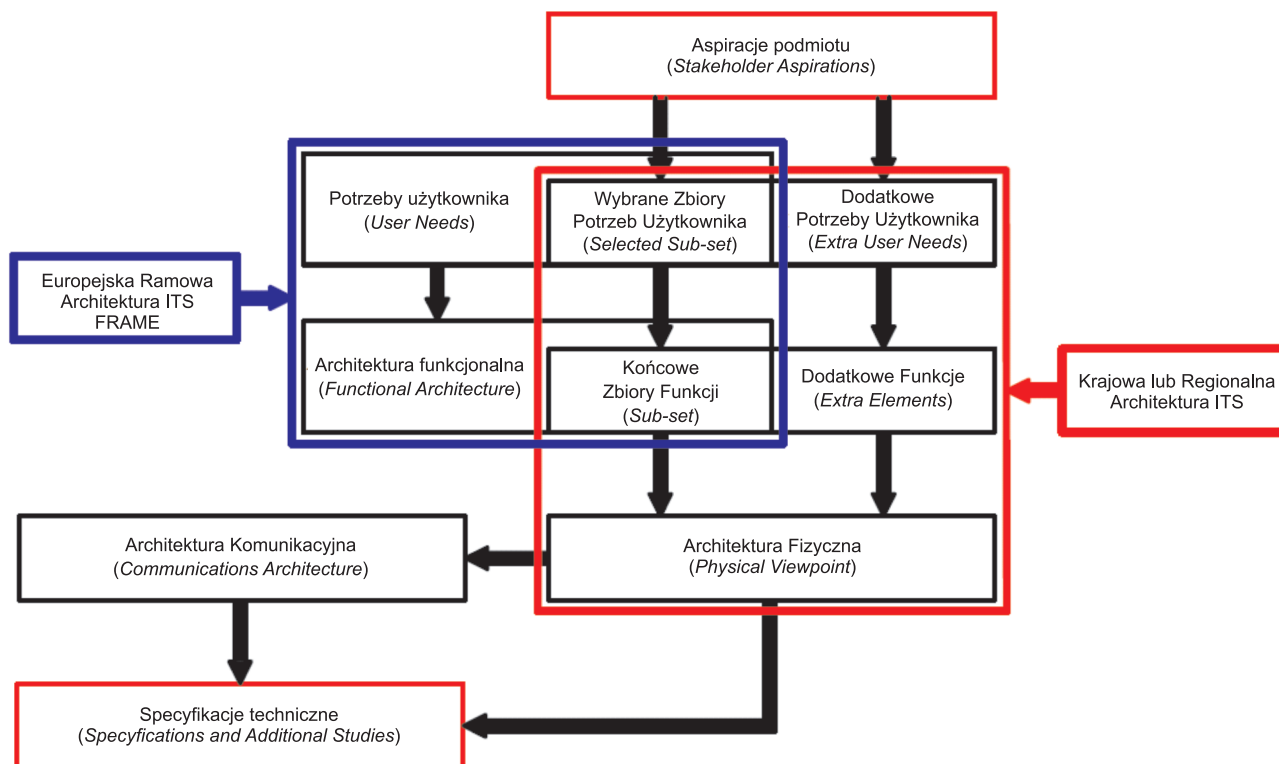 Aspiracje podmiotu
(Stakeholder Aspirations)
Potrzeby użytkownika
(User Needs)
Wybrane Zbiory
Potrzeb Użytkownika
(Selected Sub-set)
Dodatkowe
Potrzeby Użytkownika
(Extra User Needs)
Europejska Ramowa
Architektura ITS
FRAME
Architektura funkcjonalna
(Functional Architecture)
Końcowe
Zbiory Funkcji
(Sub-set)
Dodatkowe Funkcje
(Extra Elements)
Krajowa lub Regionalna
Architektura ITS
Architektura Komunikacyjna
(Communications Architecture)
Architektura Fizyczna
(Physical Viewpoint)
Specyfikacje techniczne
(Specyfications and Additional Studies)